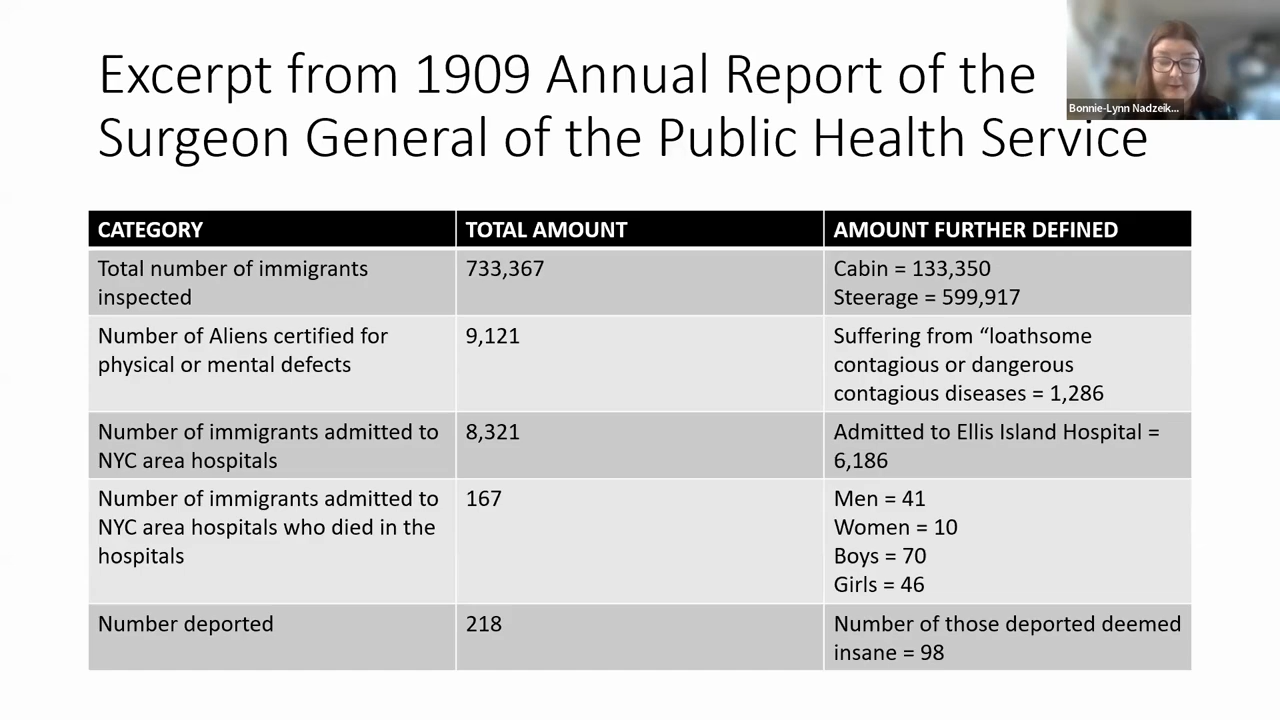 Excerpt from 1909 Annual Report of the
Surgeon General of the Public Health Service
Bonnie-Lynn Nadzeik...
CATEGORY
TOTAL AMOUNT
AMOUNT FURTHER DEFINED
Total number of immigrants
inspected
733,367
Cabin = 133,350
Steerage = 599,917
Number of Aliens certified for
physical or mental defects
9,121
Suffering from “loathsome
contagious or dangerous
contagious diseases = 1,286
Number of immigrants admitted to
NYC area hospitals
8,321
Admitted to Ellis Island Hospital =
6,186
Number of immigrants admitted to
NYC area hospitals who died in the
hospitals
167
Men = 41
Women = 10
Boys = 70
Girls = 46
Number deported
218
Number of those deported deemed
insane = 98